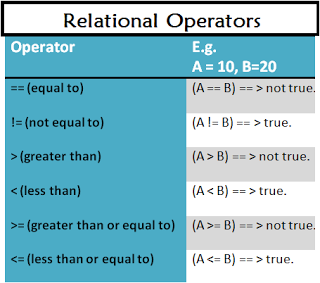 Relational Operators
Operator E.g.
A = 10, B=20
== (equal to) (A == B) == > not true.
!= (not equal to) (A != B) == > true.
> (greater than) (A > B) == > not true.
< (less than) (A < B) == > true.
>= (greater than or equal to) (A >= B) == > not true.
<= (less than or equal to) (A <= B) == > true.